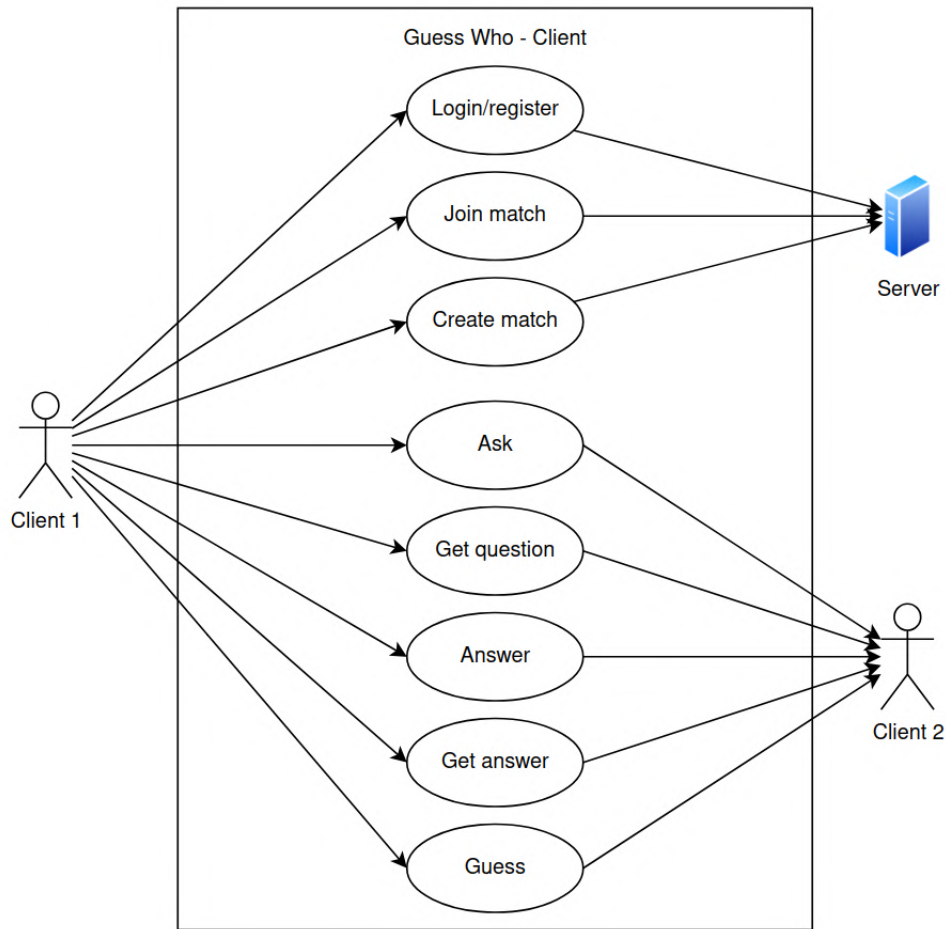 Guess Who - Client
Login/register
Join match
Server
Create match
Ask
Client 1
Get question
Answer
Client 2
Get answer
Guess